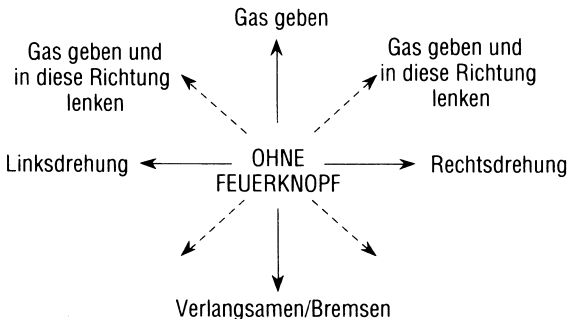 Gas geben
Gas geben und
in diese Richtung
lenken
Gas geben und
in diese Richtung
lenken
Linksdrehung
OHNE
FEUERKNOPF
Rechtsdrehung
Verlangsamen/Bremsen